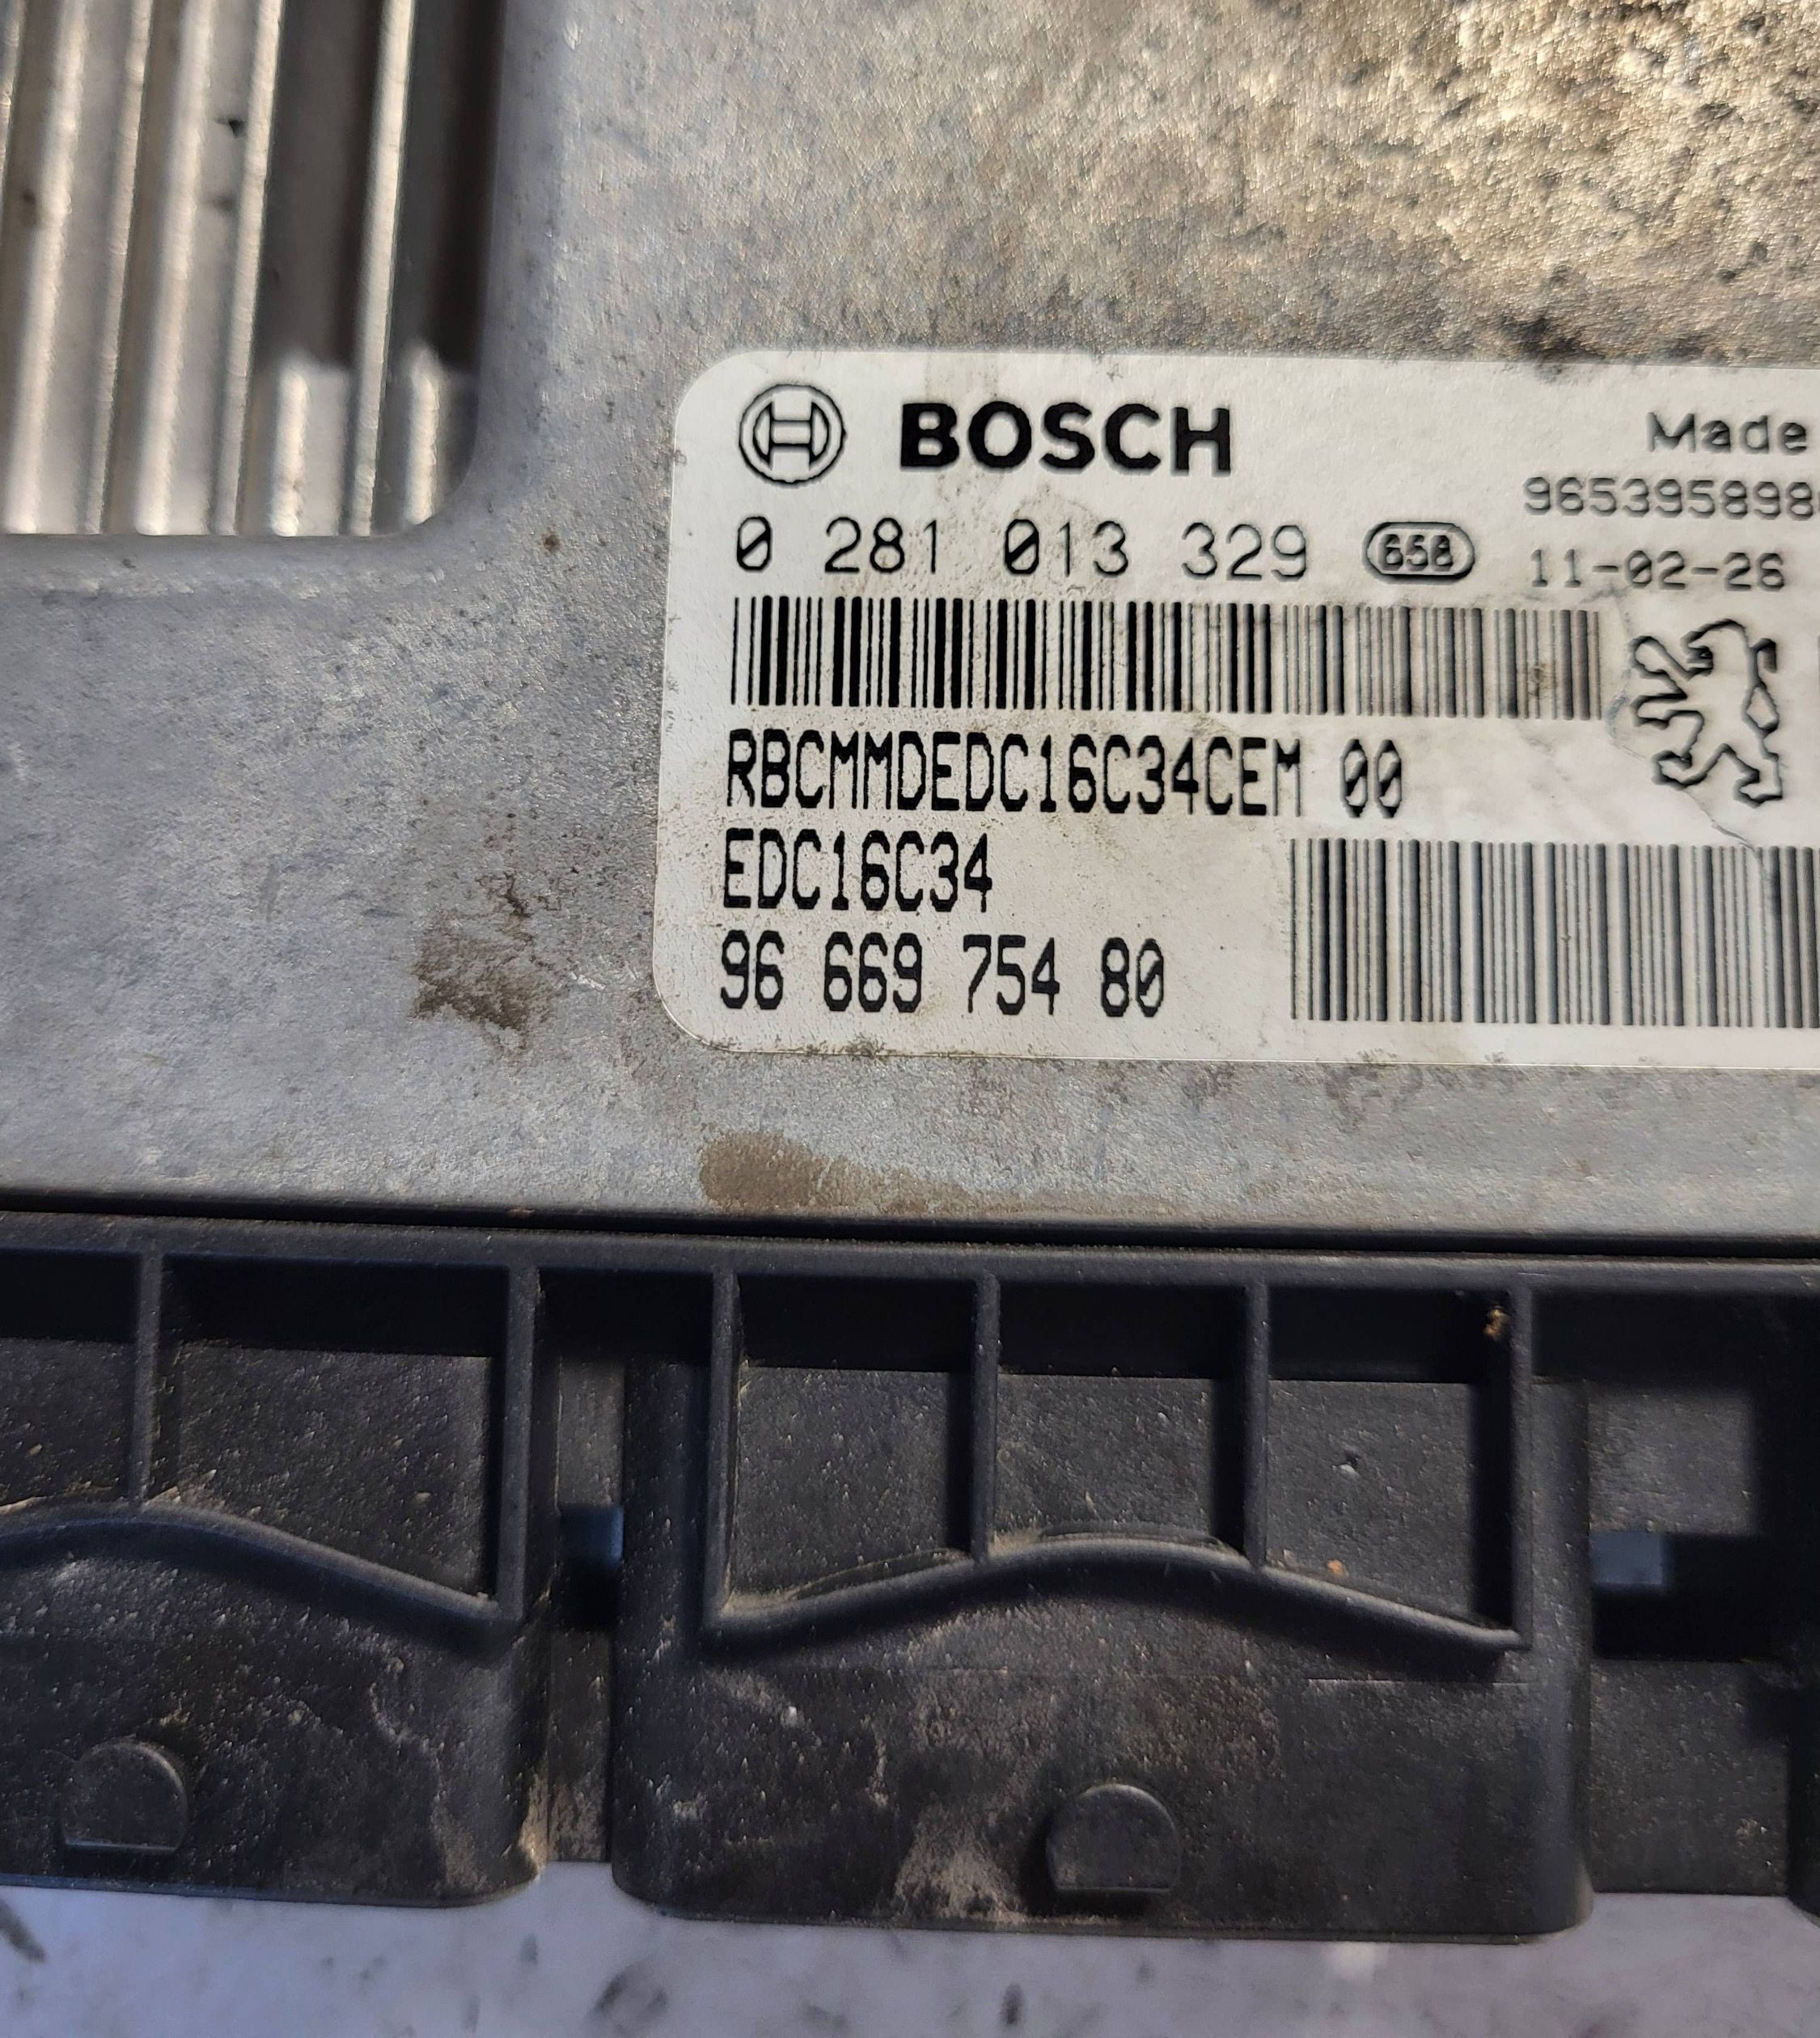 BOSCH
Made
965395898
0 281 013 329 658
11-02-26
RBCMMDEDC16C34CEM 00
EDC16C34
96 669 754 80